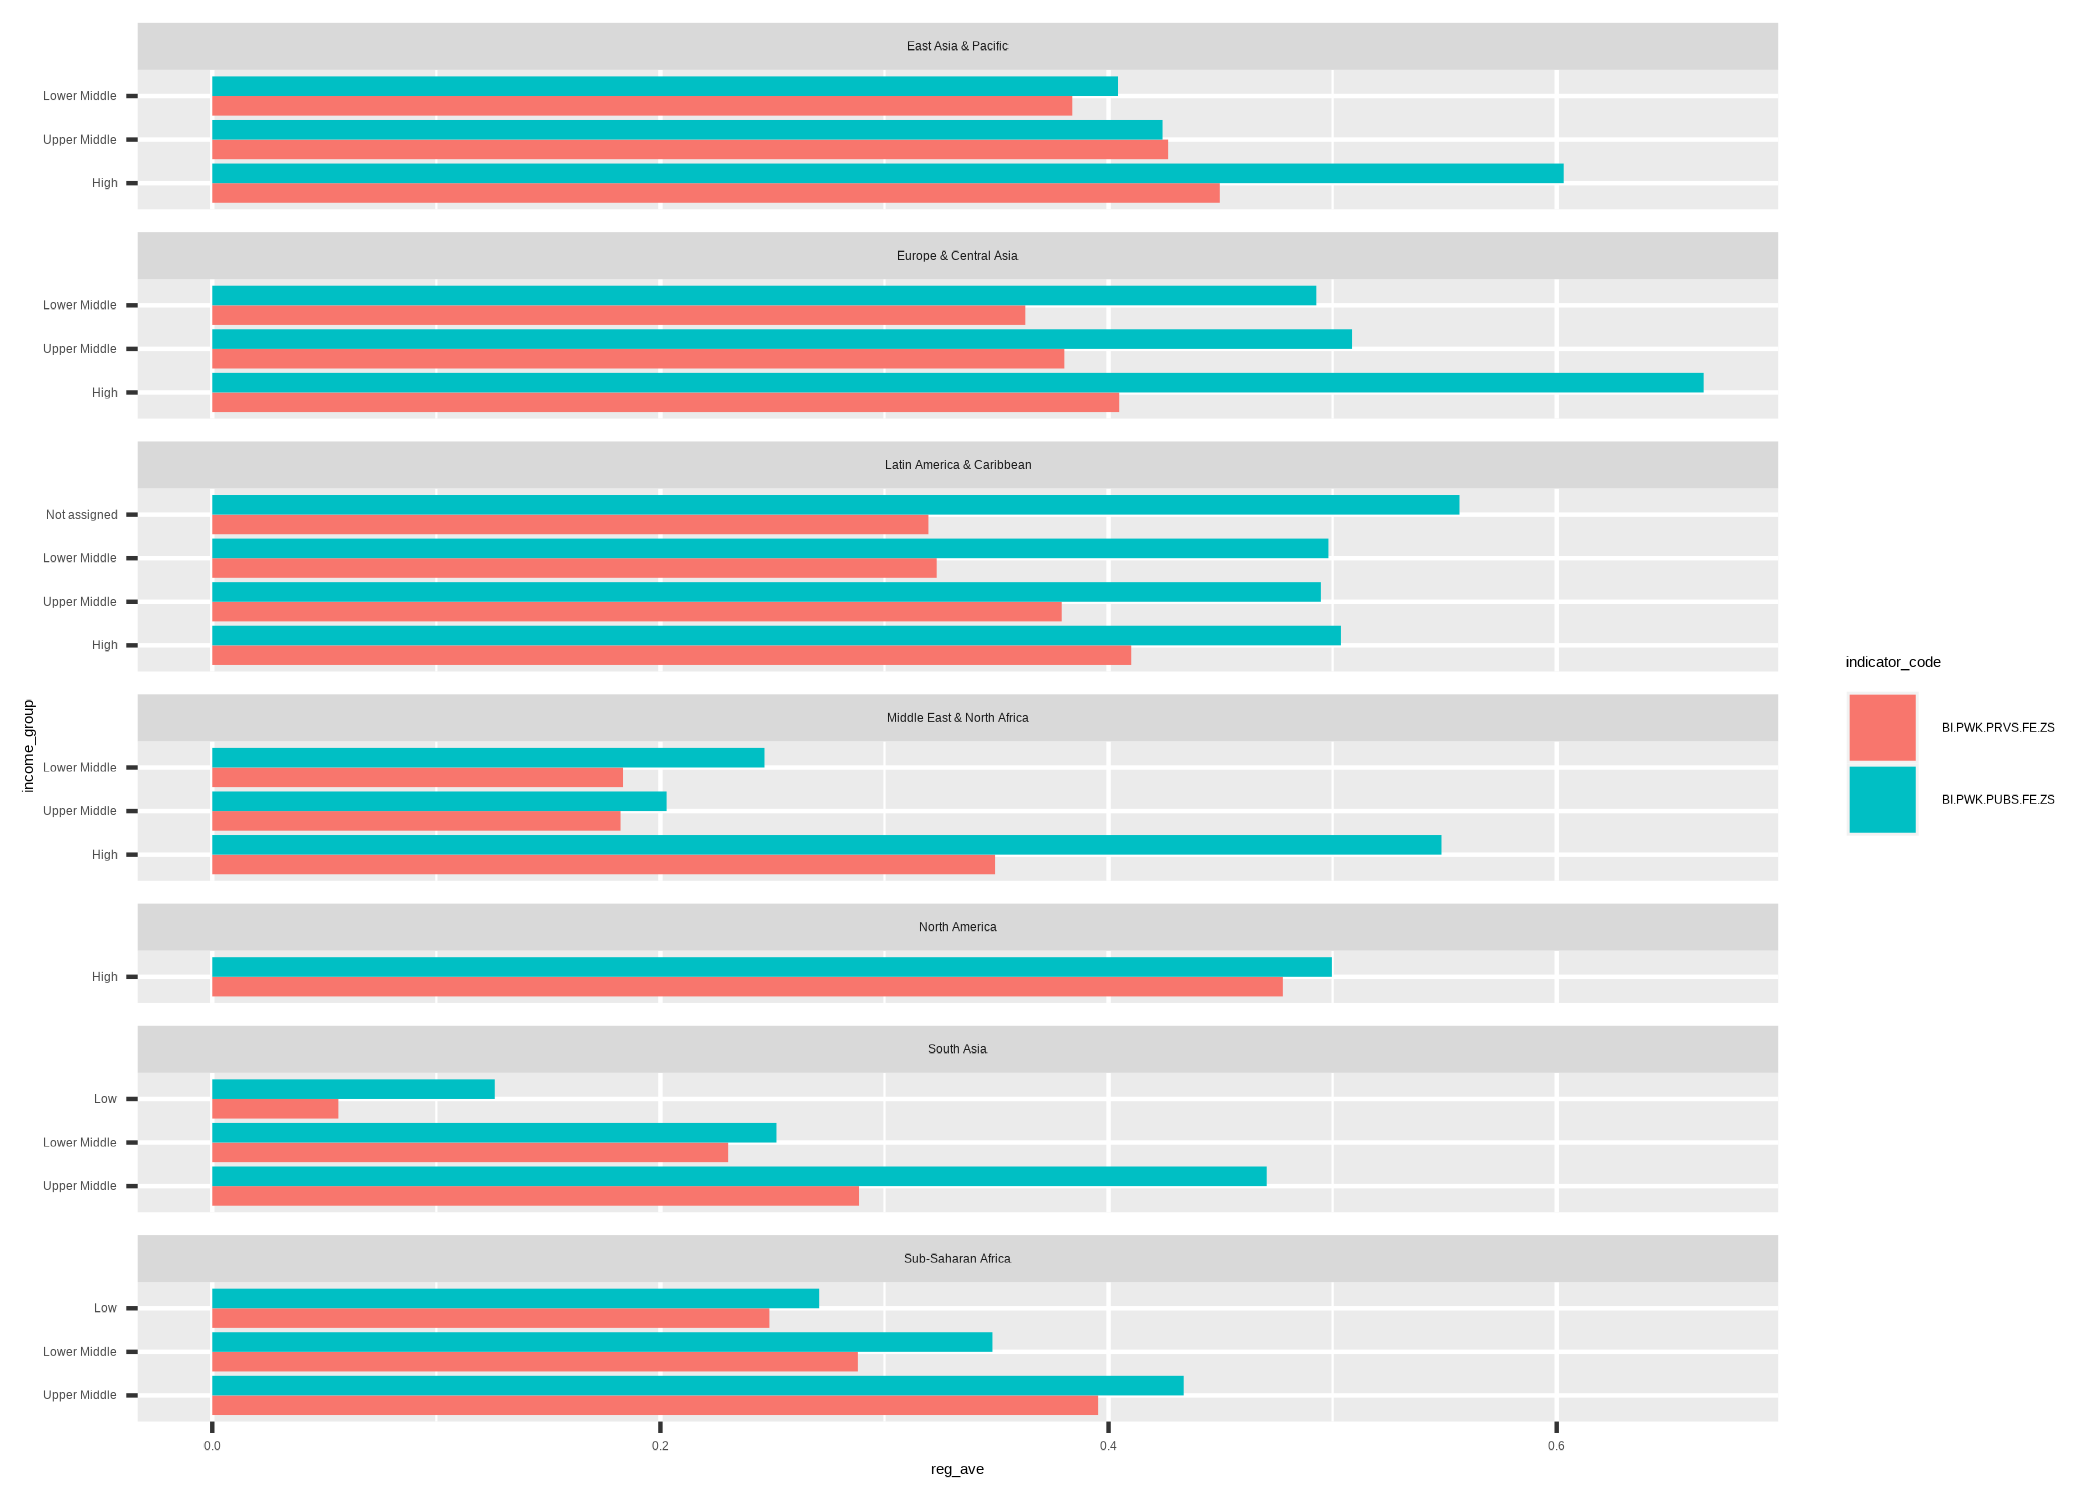 East Asia & Pacific
Lower Middle
Upper Middle
High
Europe & Central Asia
Lower Middle
Upper Middle
High
Latin America & Caribbean
Not assigned
Lower Middle
Upper Middle
High
Middle East & North Africa
Lower Middle
Upper Middle
High
North America
High
South Asia
Low
Lower Middle
Upper Middle
Sub-Saharan Africa
Low
Lower Middle
Upper Middle
0.0 0.2 0.4 0.6
reg_ave
income_group
indicator_code
BI.PWK.PRVS.FE.ZS
BI.PWK.PUBS.FE.ZS